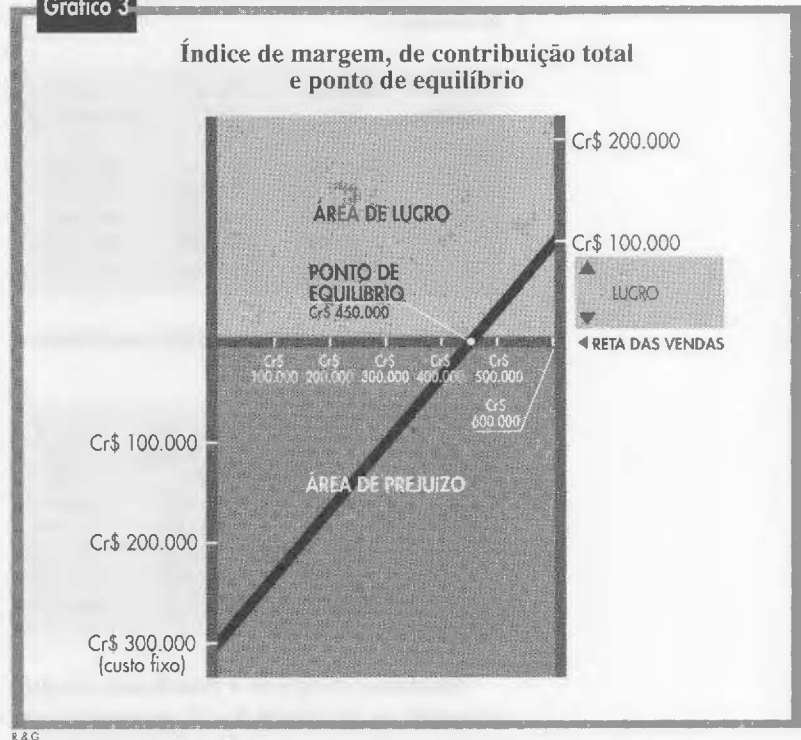 Gráfico 3
Índice de margem, de contribuição total
e ponto de equilíbrio
Cr$ 200.000
ÁREA DE LUCRO
Cr$ 100.000
PONTO DE
EQUILIBRIO
Cr$ 450.000
LUCRO
RETA DAS VENDAS
Cr$
100.000
Cr$
200.000
Cr$
300.000
Cr$
400.000
Cr$
500.000
Cr$
600.000
Cr$ 100.000
ÁREA DE PREJUIZO
Cr$ 200.000
Cr$ 300.000
(custo fixo)
R & G